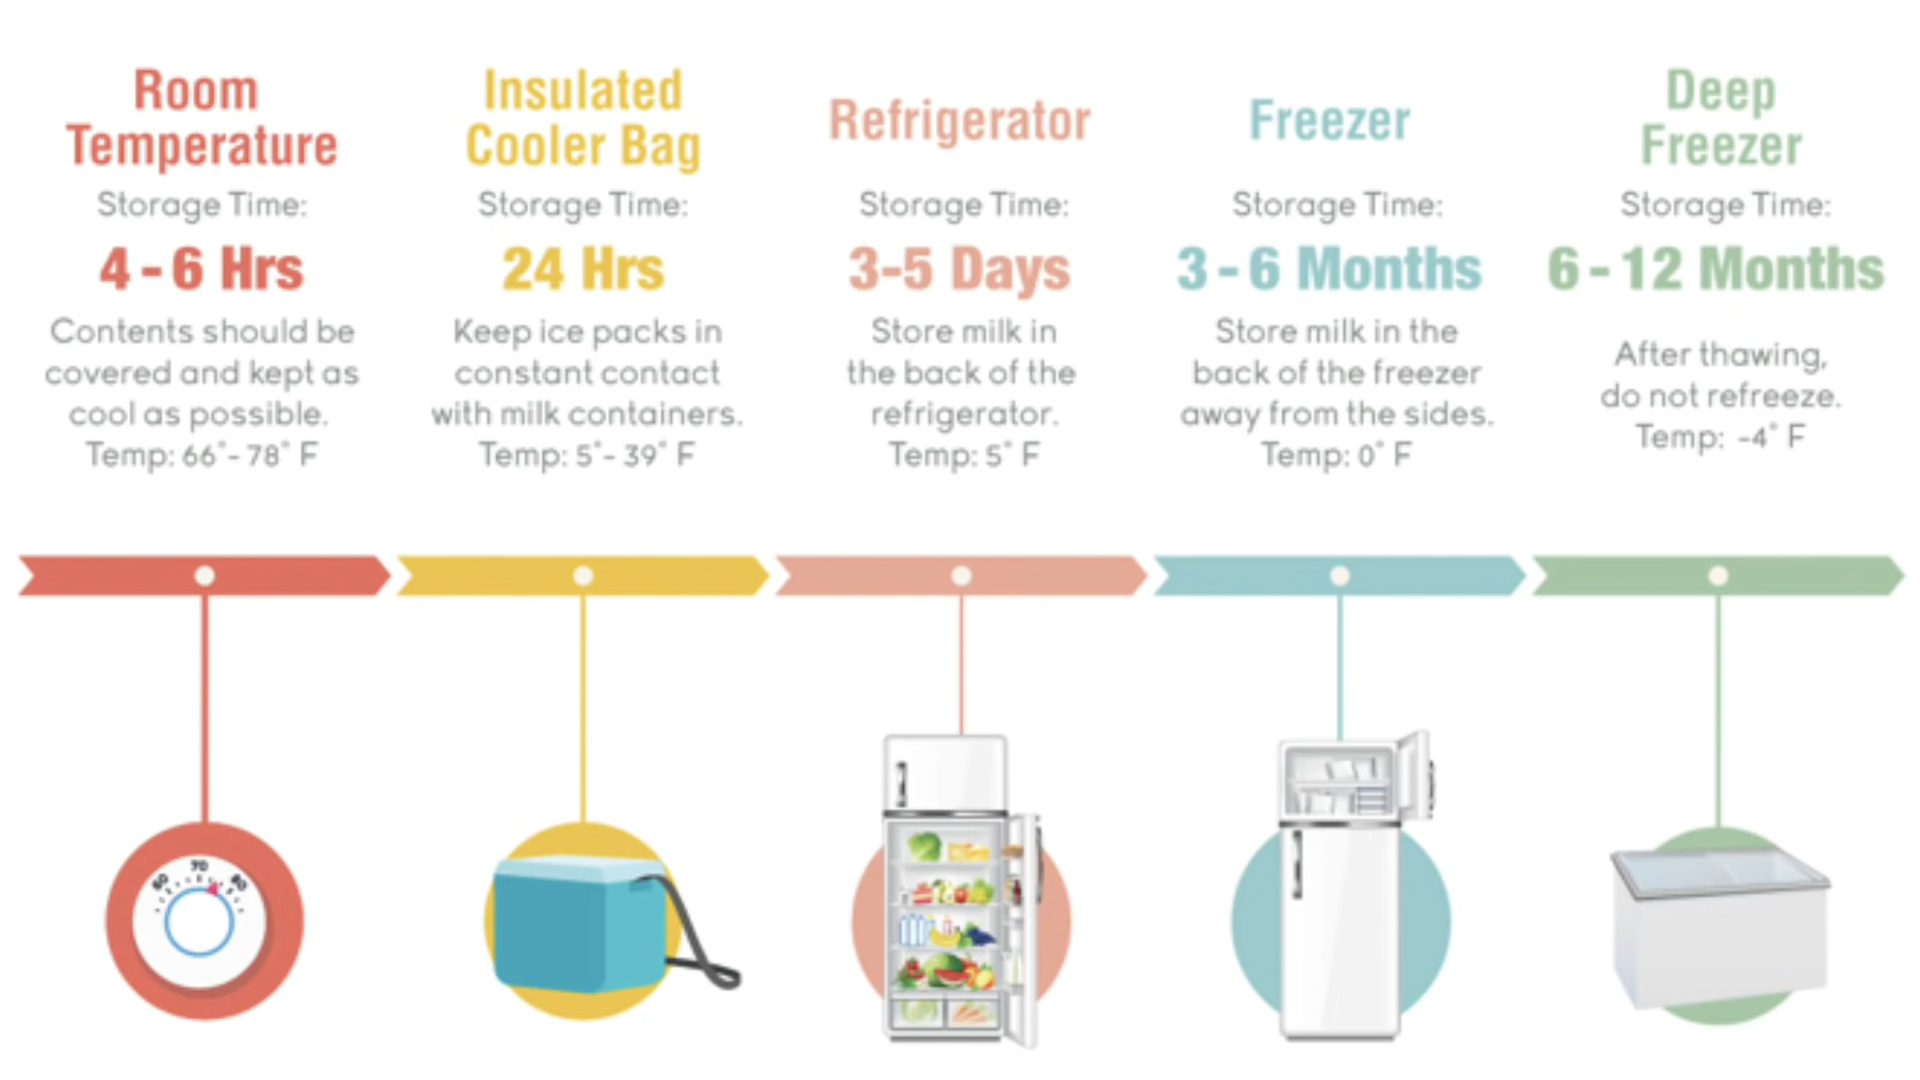 Room
Temperature
Storage Time:
4 - 6 Hrs
Contents should be
covered and kept as
cool as possible.
Temp: 66°- 78° F
Insulated
Cooler Bag
Storage Time:
24 Hrs
Keep ice packs in
constant contact
with milk containers.
Temp: 5°- 39° F
Refrigerator
Storage Time:
3-5 Days
Store milk in
the back of the
refrigerator.
Temp: 5° F
Freezer
Storage Time:
3 - 6 Months
Store milk in the
back of the freezer
away from the sides.
Temp: 0° F
Deep
Freezer
Storage Time:
6 - 12 Months
After thawing,
do not refreeze.
Temp: -4° F
60 70 80